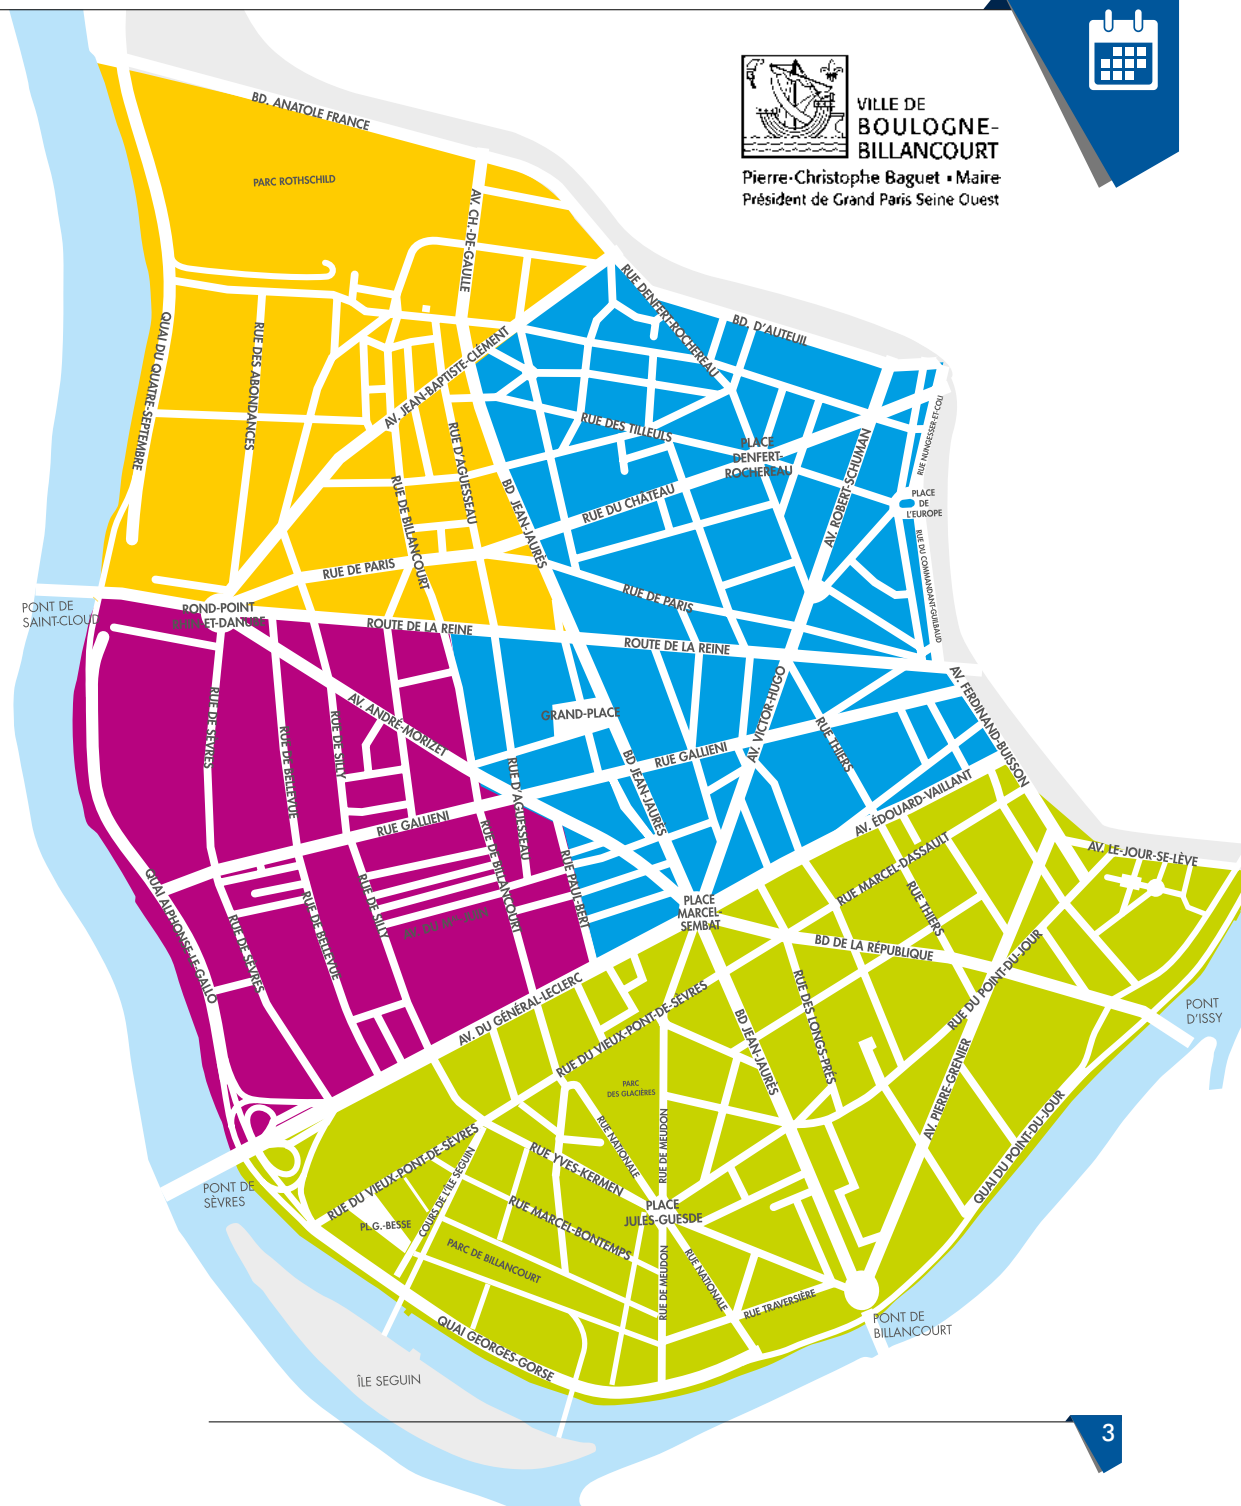 VILLE DE
BOULOGNE-
BILLANCOURT
Pierre-Christophe Baguet ▪ Maire
Président de Grand Paris Seine Ouest
BD. ANATOLE FRANCE
PARC ROTHSCHILD
AV. CH.-DE-GAULLE
RUE DENFERT-ROCHEREAU
BD. D'AUTEUIL
QUAI DU QUATRE-SEPTEMBRE
RUE DES ABONDANCES
AV. JEAN-BAPTISTE-CLÉMENT
RUE D'AGUESSEAU
RUE DES TILLEULS
PLACE
DENFERT-
ROCHEREAU
AV. ROBERT-SCHUMAN
RUE NUNGESSER-ET-COLI
PLACE
DE
L'EUROPE
RUE DE BILLANCOURT
BD JEAN-JAURÈS
RUE DU CHATEAU
RUE DU COMMANDANT-GUILBAUD
RUE DE PARIS
RUE DE PARIS
PONT DE
SAINT-CLOUD
ROND-POINT
RHIN-ET-DANUBE
ROUTE DE LA REINE
ROUTE DE LA REINE
AV. FERDINAND-BUISSON
RUE DE SÈVRES
RUE DE BELLEVUE
RUE DE SILLY
AV. ANDRÉ-MORIZET
GRAND-PLACE
AV. VICTOR-HUGO
RUE THIERS
RUE GALLIENI
BD JEAN-JAURÈS
RUE D'AGUESSEAU
AV. ÉDOUARD-VAILLANT
RUE GALLIENI
RUE DE BILLANCOURT
RUE PAUL-BERT
RUE MARCEL-DASSAULT
AV. LE-JOUR-SE-LÈVE
QUAI ALPHONSE-LE-GALLO
RUE DE SÈVRES
RUE DE BELLEVUE
RUE DE SILLY
AV. DU Mal-JUIN
PLACE
MARCEL-
SEMBAT
RUE THIERS
BD DE LA RÉPUBLIQUE
RUE DU POINT-DU-JOUR
AV. DU GÉNÉRAL-LECLERC
RUE DU VIEUX-PONT-DE-SÈVRES
BD JEAN-JAURÈS
RUE DES LONGS-PRÉS
PONT
D'ISSY
PARC
DES GLACIÈRES
AV. PIERRE-GRENIER
QUAI DU POINT-DU-JOUR
RUE NATIONALE
RUE DE MEUDON
RUE DU VIEUX-PONT-DE-SÈVRES
COURS DE L'ÎLE SEGUIN
RUE YVES-KERMEN
PONT DE
SÈVRES
PL.G.-BESSE
RUE MARCEL-BONTEMPS
PLACE
JULES-GUESDE
PARC DE BILLANCOURT
RUE DE MEUDON
RUE NATIONALE
RUE TRAVERSIÈRE
PONT DE
BILLANCOURT
QUAI GEORGES-GORSE
ÎLE SEGUIN
3